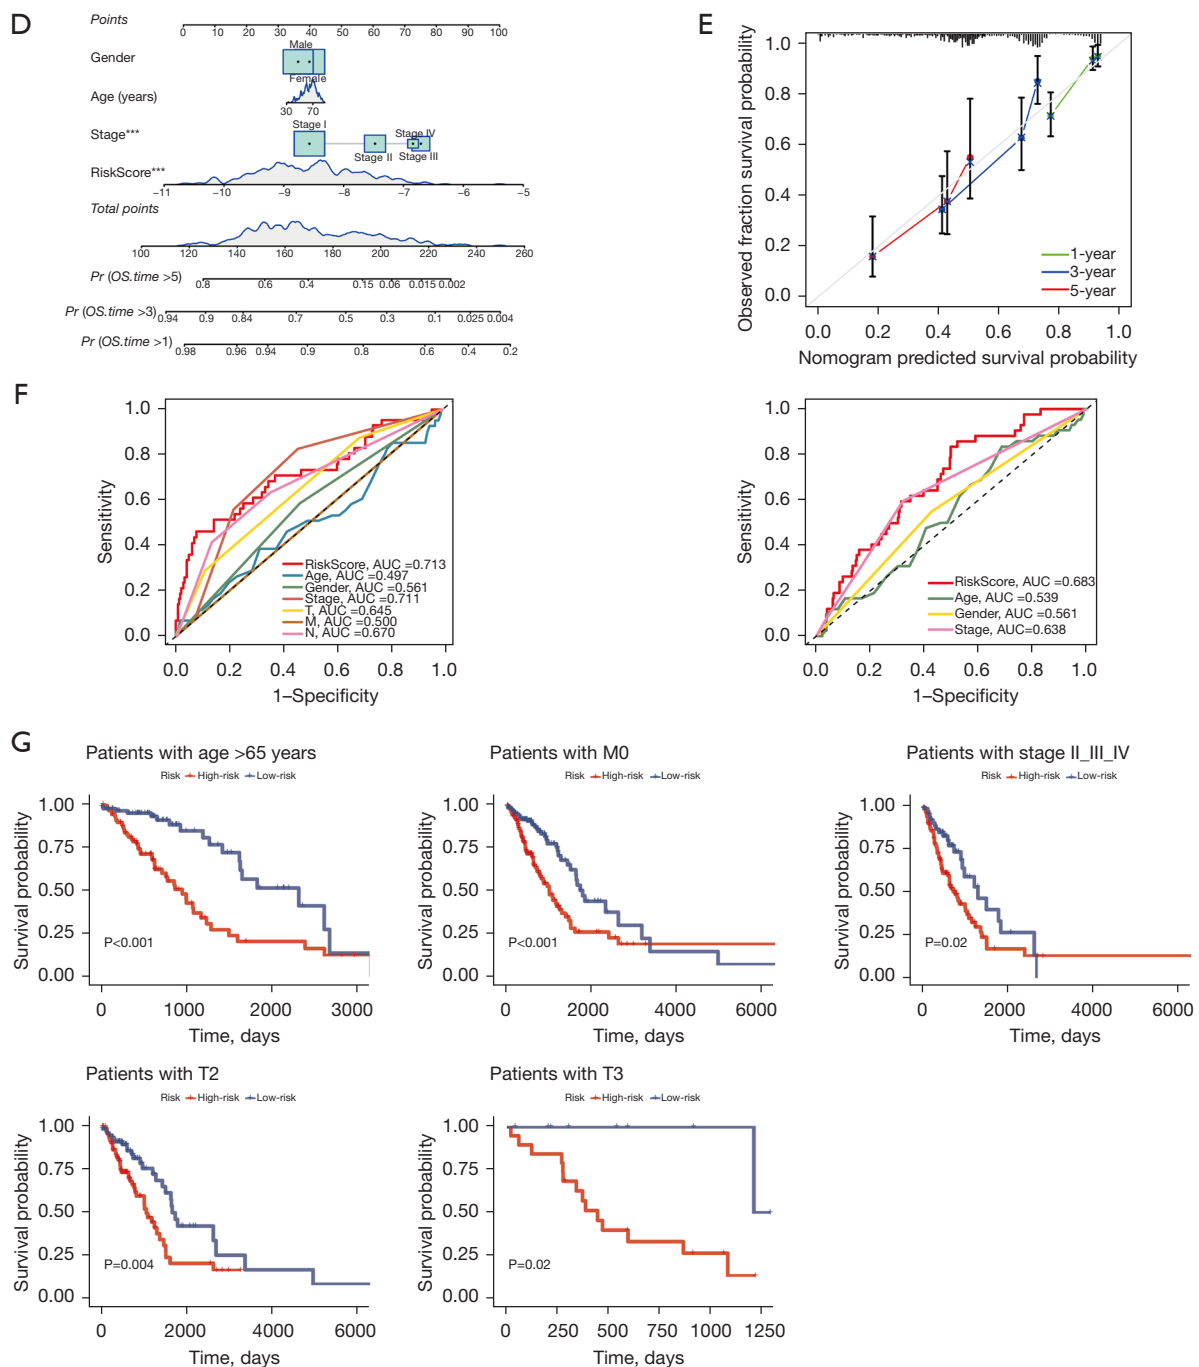 D
Points
0 10 20 30 40 50 60 70 80 90 100
Gender
Male
Female
Age (years)
30 70
Stage***
Stage I
Stage II
Stage IV
Stage III
RiskScore***
−11 −10 −9 −8 −7 −6 −5
Total points
100 120 140 160 180 200 220 240 260
Pr (OS.time >5)
0.8 0.6 0.4 0.15 0.06 0.015 0.002
Pr (OS.time >3)
0.94 0.9 0.84 0.7 0.5 0.3 0.1 0.025 0.004
Pr (OS.time >1)
0.98 0.96 0.94 0.9 0.8 0.6 0.4 0.2
E
Observed fraction survival probability
1.0
0.8
0.6
0.4
0.2
0.0
1-year
3-year
5-year
0.0 0.2 0.4 0.6 0.8 1.0
Nomogram predicted survival probability
F
Sensitivity
1.0
0.8
0.6
0.4
0.2
0.0
RiskScore, AUC =0.713
Age, AUC =0.497
Gender, AUC =0.561
Stage, AUC =0.711
T, AUC =0.645
M, AUC =0.500
N, AUC =0.670
0.0 0.2 0.4 0.6 0.8 1.0
1–Specificity
Sensitivity
1.0
0.8
0.6
0.4
0.2
0.0
RiskScore, AUC =0.683
Age, AUC =0.539
Gender, AUC =0.561
Stage, AUC=0.638
0.0 0.2 0.4 0.6 0.8 1.0
1–Specificity
G
Patients with age >65 years
Risk High-risk Low-risk
Survival probability
1.00
0.75
0.50
0.25
0.00
P<0.001
0 1000 2000 3000
Time, days
Patients with M0
Risk High-risk Low-risk
Survival probability
1.00
0.75
0.50
0.25
0.00
P<0.001
0 2000 4000 6000
Time, days
Patients with stage II_III_IV
Risk High-risk Low-risk
Survival probability
1.00
0.75
0.50
0.25
0.00
P=0.02
0 2000 4000 6000
Time, days
Patients with T2
Risk High-risk Low-risk
Survival probability
1.00
0.75
0.50
0.25
0.00
P=0.004
0 2000 4000 6000
Time, days
Patients with T3
Risk High-risk Low-risk
Survival probability
1.00
0.75
0.50
0.25
0.00
P=0.02
0 250 500 750 1000 1250
Time, days